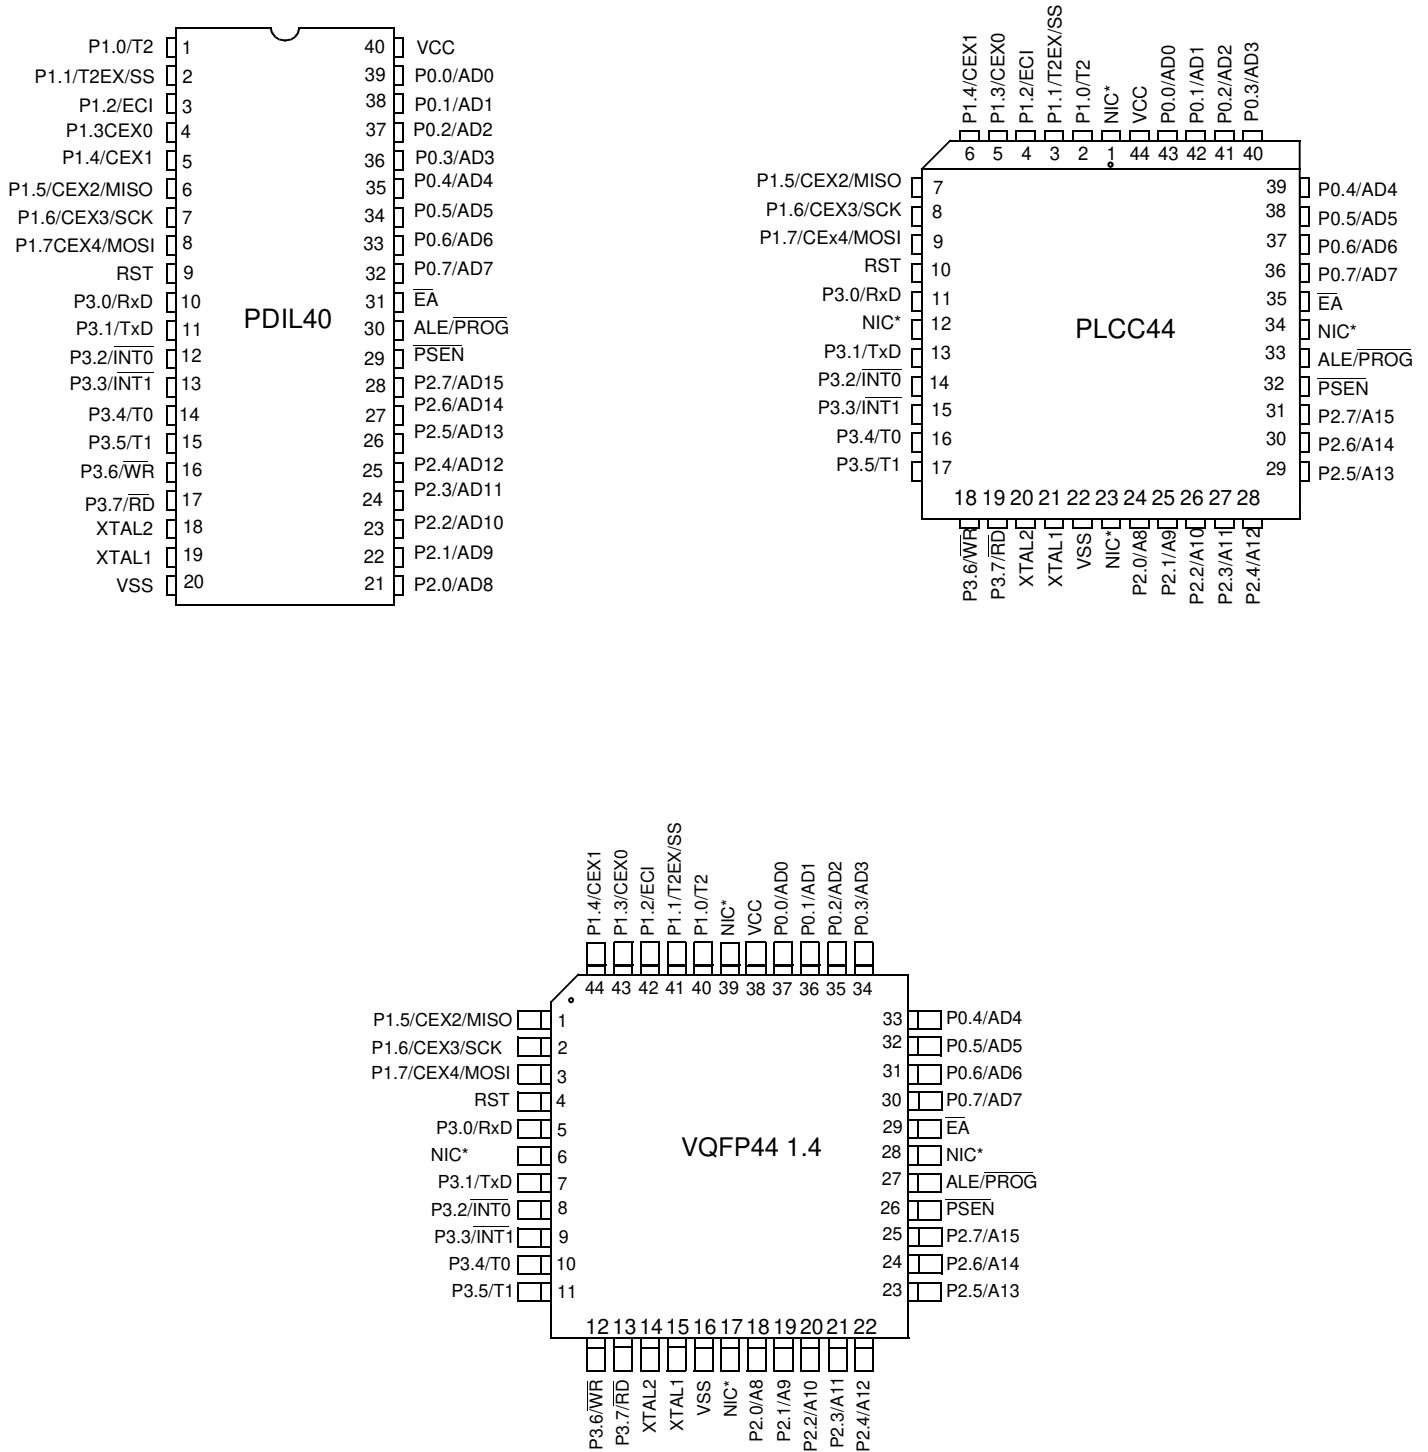 P1.0/T2 1
P1.1/T2EX/SS 2
P1.2/ECI 3
P1.3CEX0 4
P1.4/CEX1 5
P1.5/CEX2/MISO 6
P1.6/CEX3/SCK 7
P1.7CEX4/MOSI 8
RST 9
P3.0/RxD 10
P3.1/TxD 11
P3.2/INT0 12
P3.3/INT1 13
P3.4/T0 14
P3.5/T1 15
P3.6/WR 16
P3.7/RD 17
XTAL2 18
XTAL1 19
VSS 20
PDIL40
40 VCC
39 P0.0/AD0
38 P0.1/AD1
37 P0.2/AD2
36 P0.3/AD3
35 P0.4/AD4
34 P0.5/AD5
33 P0.6/AD6
32 P0.7/AD7
31 EA
30 ALE/PROG
29 PSEN
28 P2.7/AD15
27 P2.6/AD14
26 P2.5/AD13
25 P2.4/AD12
24 P2.3/AD11
23 P2.2/AD10
22 P2.1/AD9
21 P2.0/AD8
P1.4/CEX1
P1.3/CEX0
P1.2/ECI
P1.1/T2EX/SS
P1.0/T2
NIC*
VCC
P0.0/AD0
P0.1/AD1
P0.2/AD2
P0.3/AD3
6 5 4 3 2 1 44 43 42 41 40
P1.5/CEX2/MISO 7
P1.6/CEX3/SCK 8
P1.7/CEx4/MOSI 9
RST 10
P3.0/RxD 11
NIC* 12
P3.1/TxD 13
P3.2/INT0 14
P3.3/INT1 15
P3.4/T0 16
P3.5/T1 17
PLCC44
39 P0.4/AD4
38 P0.5/AD5
37 P0.6/AD6
36 P0.7/AD7
35 EA
34 NIC*
33 ALE/PROG
32 PSEN
31 P2.7/A15
30 P2.6/A14
29 P2.5/A13
18 19 20 21 22 23 24 25 26 27 28
P3.6/WR
P3.7/RD
XTAL2
XTAL1
VSS
NIC*
P2.0/A8
P2.1/A9
P2.2/A10
P2.3/A11
P2.4/A12
P1.4/CEX1
P1.3/CEX0
P1.2/ECI
P1.1/T2EX/SS
P1.0/T2
NIC*
VCC
P0.0/AD0
P0.1/AD1
P0.2/AD2
P0.3/AD3
44 43 42 41 40 39 38 37 36 35 34
P1.5/CEX2/MISO 1
P1.6/CEX3/SCK 2
P1.7/CEX4/MOSI 3
RST 4
P3.0/RxD 5
NIC* 6
P3.1/TxD 7
P3.2/INT0 8
P3.3/INT1 9
P3.4/T0 10
P3.5/T1 11
VQFP44 1.4
33 P0.4/AD4
32 P0.5/AD5
31 P0.6/AD6
30 P0.7/AD7
29 EA
28 NIC*
27 ALE/PROG
26 PSEN
25 P2.7/A15
24 P2.6/A14
23 P2.5/A13
12 13 14 15 16 17 18 19 20 21 22
P3.6/WR
P3.7/RD
XTAL2
XTAL1
VSS
NIC*
P2.0/A8
P2.1/A9
P2.2/A10
P2.3/A11
P2.4/A12